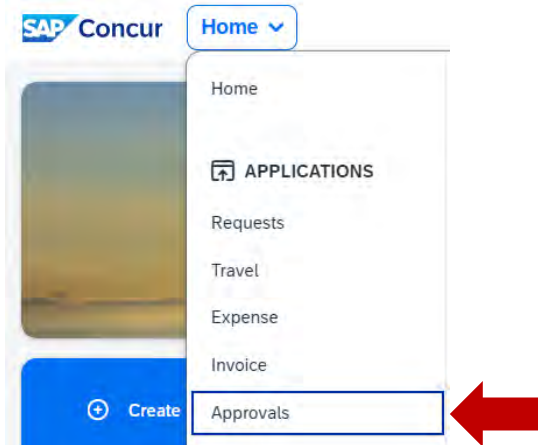 SAP Concur Home
Home
APPLICATIONS
Requests
Travel
Expense
Invoice
Create
Approvals